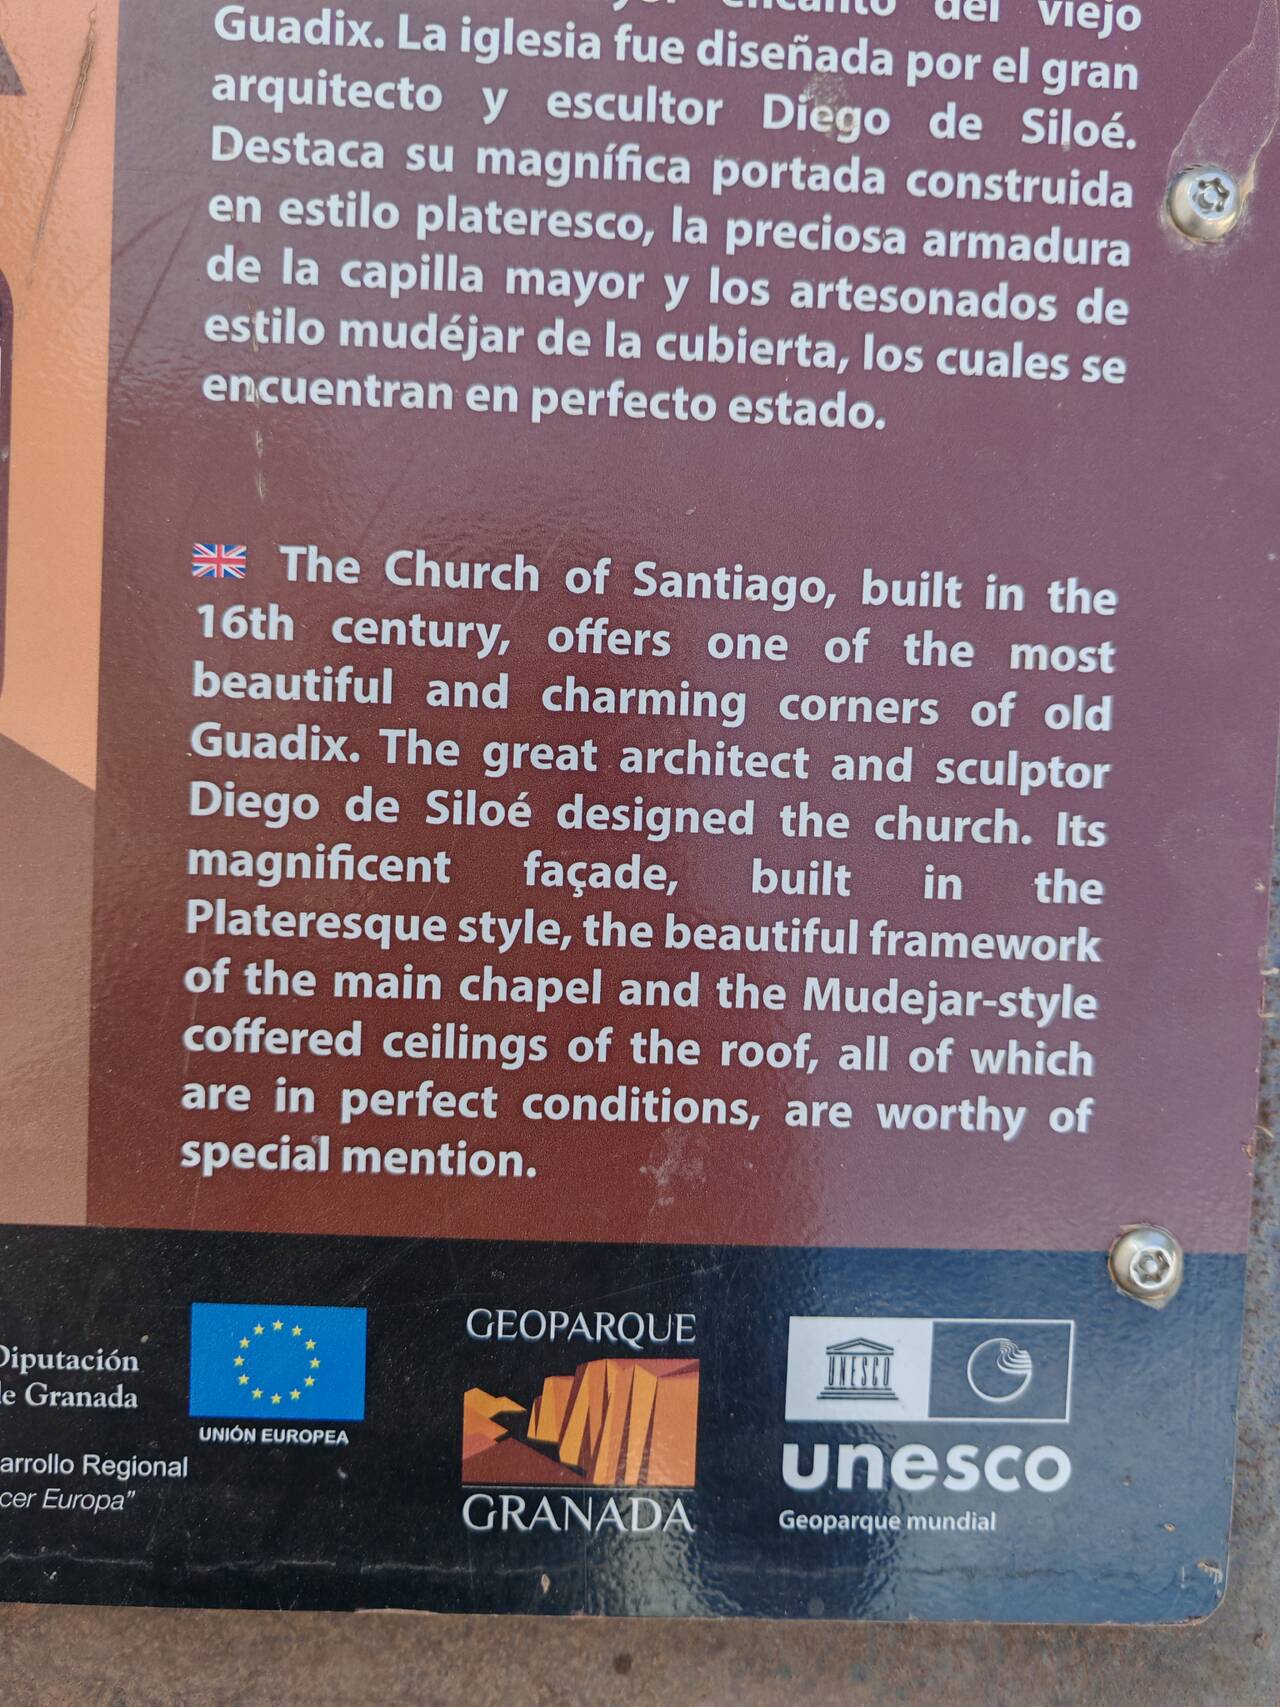 encanto del viejo
Guadix. La iglesia fue diseñada por el gran
arquitecto y escultor Diego de Siloé.
Destaca su magnífica portada construida
en estilo plateresco, la preciosa armadura
de la capilla mayor y los artesonados de
estilo mudéjar de la cubierta, los cuales se
encuentran en perfecto estado.
The Church of Santiago, built in the
16th century, offers one of the most
beautiful and charming corners of old
Guadix. The great architect and sculptor
Diego de Siloé designed the church. Its
magnificent façade, built in the
Plateresque style, the beautiful framework
of the main chapel and the Mudejar-style
coffered ceilings of the roof, all of which
are in perfect conditions, are worthy of
special mention.
Diputación
de Granada
arrollo Regional
cer Europa"
UNIÓN EUROPEA
GEOPARQUE
GRANADA
UNESCO
unesco
Geoparque mundial